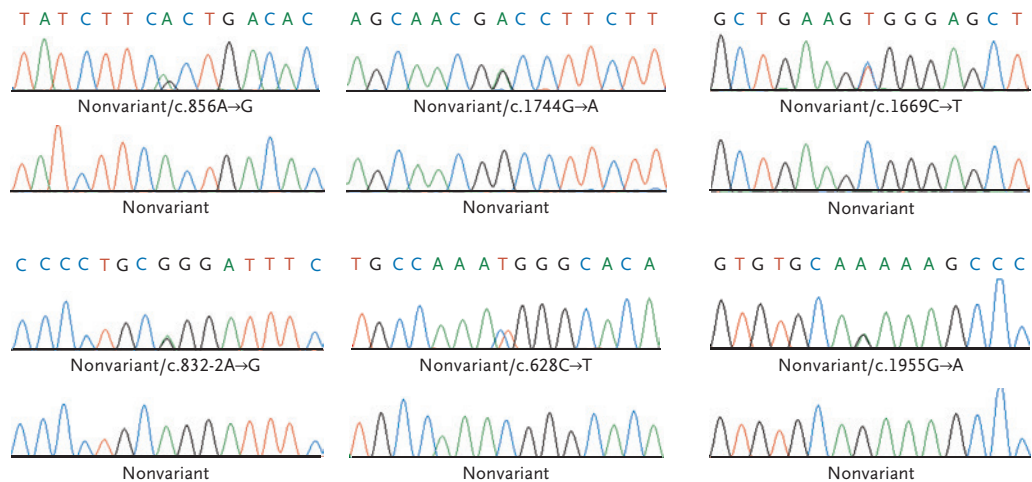 T A T C T T C A C T G A C A C
Nonvariant/c.856A→G
Nonvariant
A G C A A C G A C C T T C T T
Nonvariant/c.1744G→A
Nonvariant
G C T G A A G T G G G A G C T
Nonvariant/c.1669C→T
Nonvariant
C C C C T G C G G G A T T T C
Nonvariant/c.832-2A→G
Nonvariant
T G C C A A A T G G G C A C A
Nonvariant/c.628C→T
Nonvariant
G T G T G C A A A A A G C C C
Nonvariant/c.1955G→A
Nonvariant